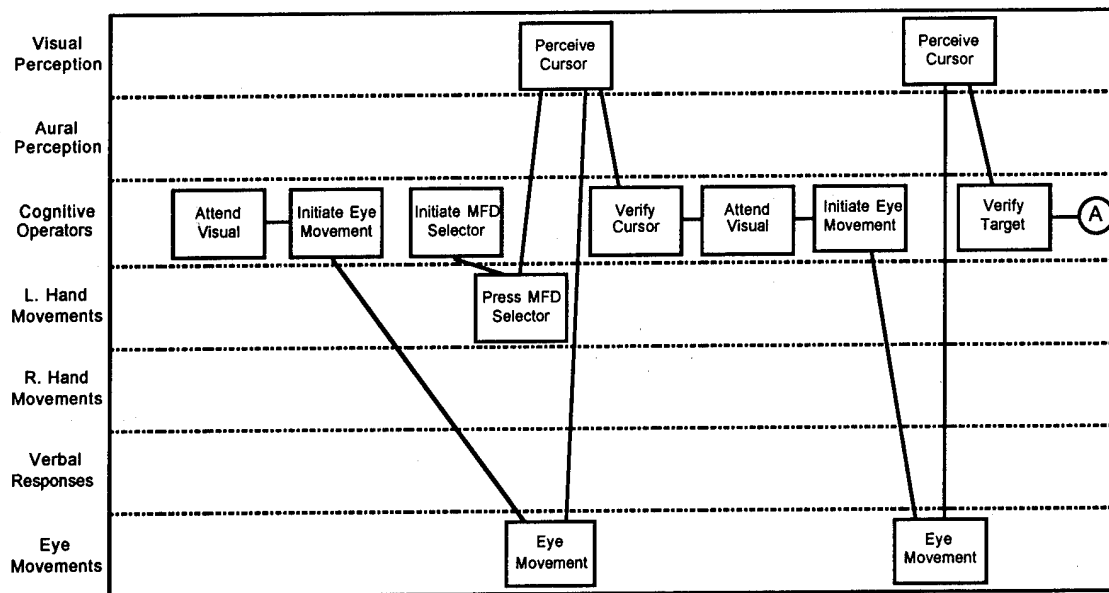 Visual
Perception
Perceive
Cursor
Perceive
Cursor
Aural
Perception
Cognitive
Operators
Attend
Visual
Initiate Eye
Movement
Initiate MFD
Selector
Verify
Cursor
Attend
Visual
Initiate Eye
Movement
Verify
Target
A
L. Hand
Movements
Press MFD
Selector
R. Hand
Movements
Verbal
Responses
Eye
Movements
Eye
Movement
Eye
Movement